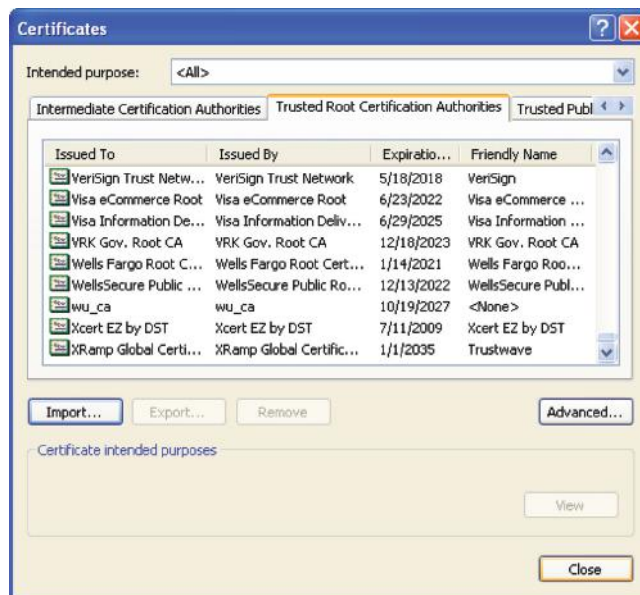 Certificates
Intended purpose: <All>
Intermediate Certification Authorities Trusted Root Certification Authorities Trusted Publ
Issued To Issued By Expiratio... Friendly Name
VeriSign Trust Netw... VeriSign Trust Network 5/18/2018 VeriSign
Visa eCommerce Root Visa eCommerce Root 6/23/2022 Visa eCommerce ...
Visa Information De... Visa Information Deliv... 6/29/2025 Visa Information ...
VRK Gov. Root CA VRK Gov. Root CA 12/18/2023 VRK Gov. Root CA
Wells Fargo Root C... Wells Fargo Root Cert... 1/14/2021 Wells Fargo Roo...
WellsSecure Public ... WellsSecure Public Ro... 12/13/2022 WellsSecure Publ...
wu_ca wu_ca 10/19/2027 <None>
Xcert EZ by DST Xcert EZ by DST 7/11/2009 Xcert EZ by DST
XRamp Global Certi... XRamp Global Certific... 1/1/2035 Trustwave
Import... Export... Remove Advanced...
Certificate intended purposes
View
Close